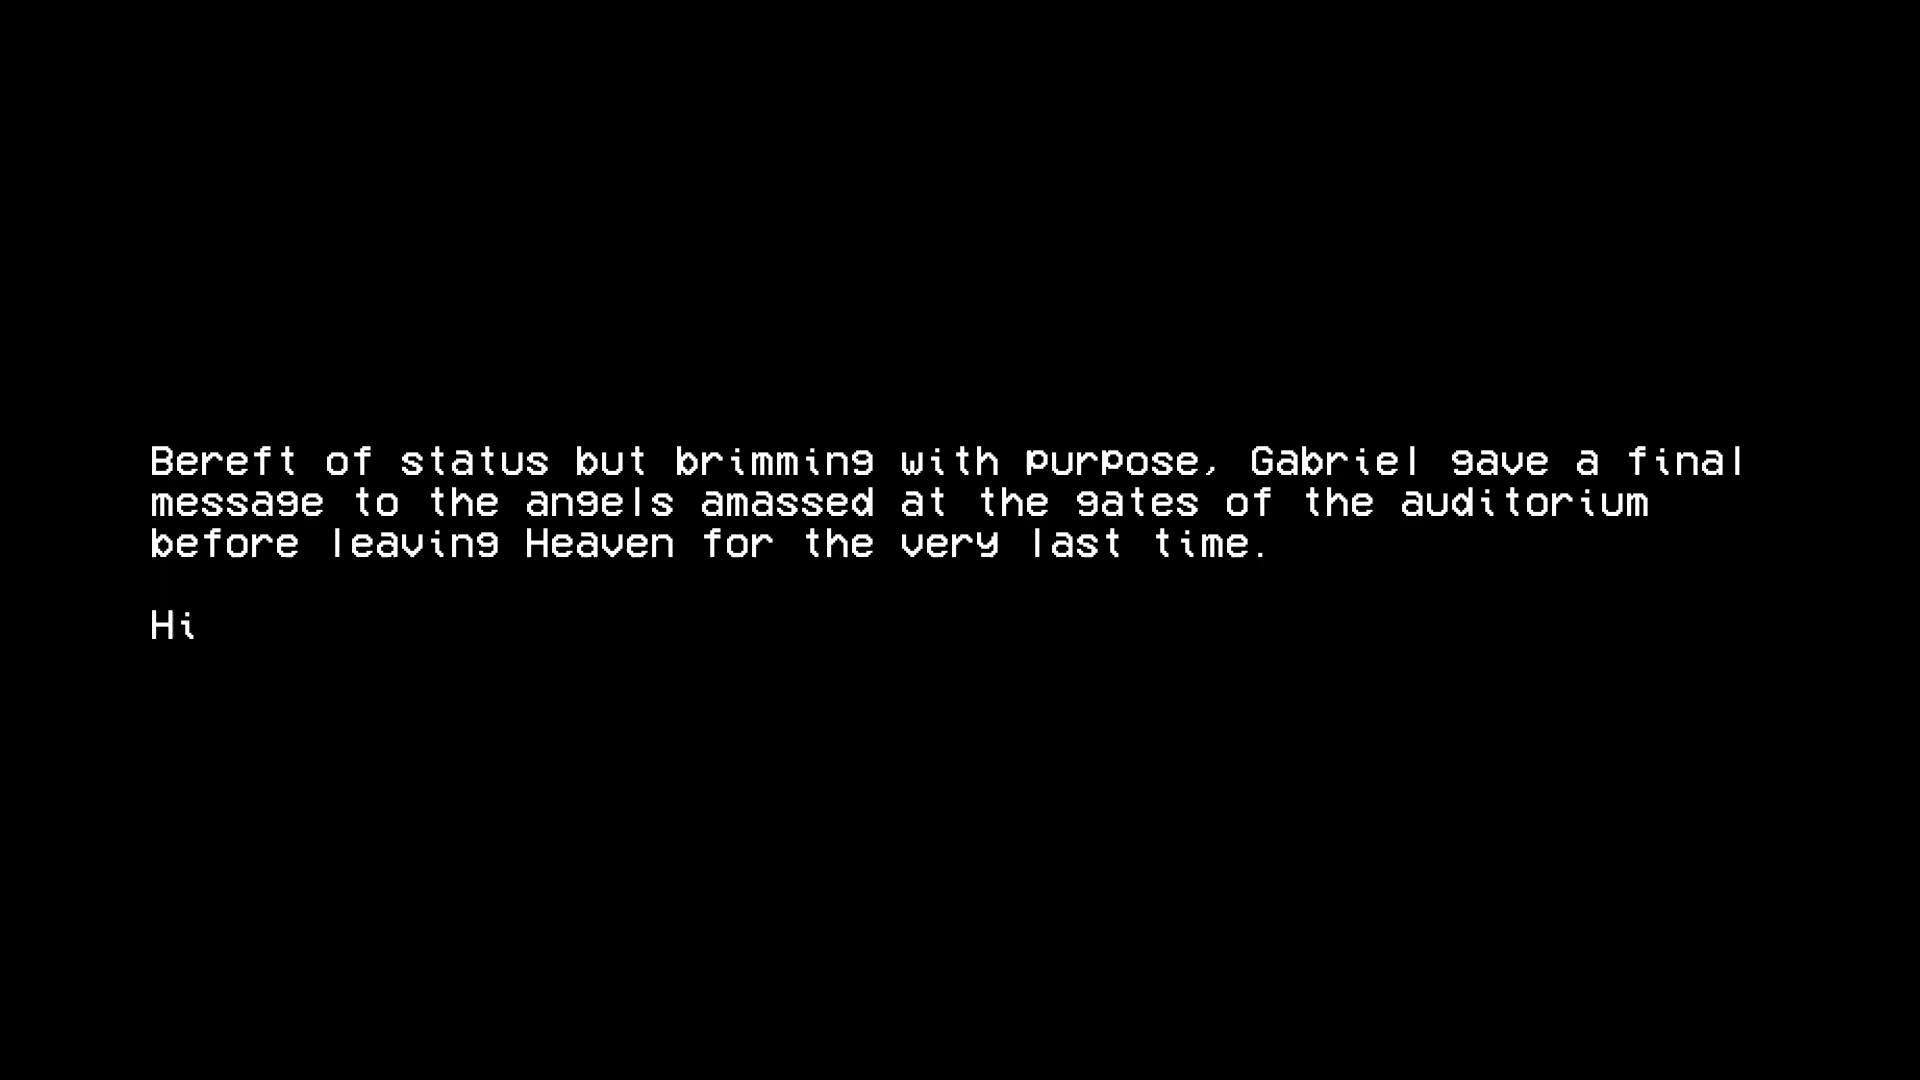 Bereft of status but brimming with purpose, Gabriel gave a final
message to the angels amassed at the gates of the auditorium
before leaving Heaven for the very last time.
Hi